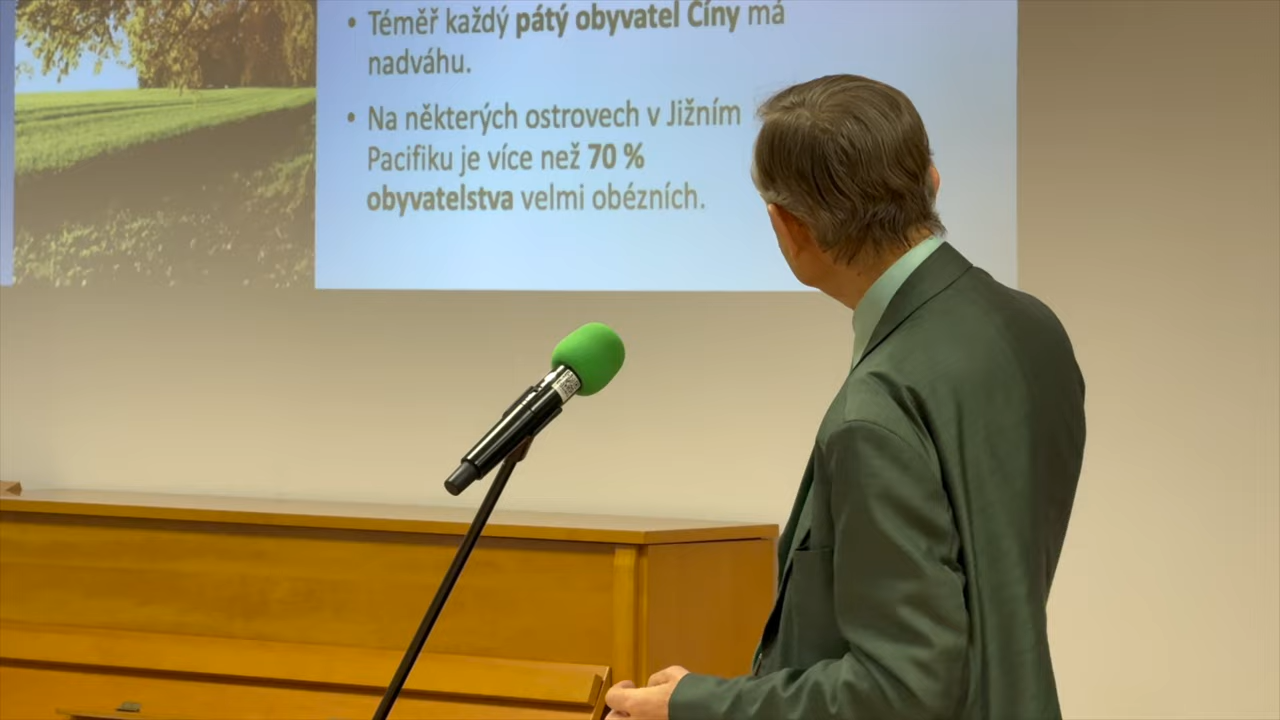 • Téměř každý pátý obyvatel Číny má
nadváhu.
• Na některých ostrovech v Jižním
Pacifiku je více než 70 %
obyvatelstva velmi obézních.